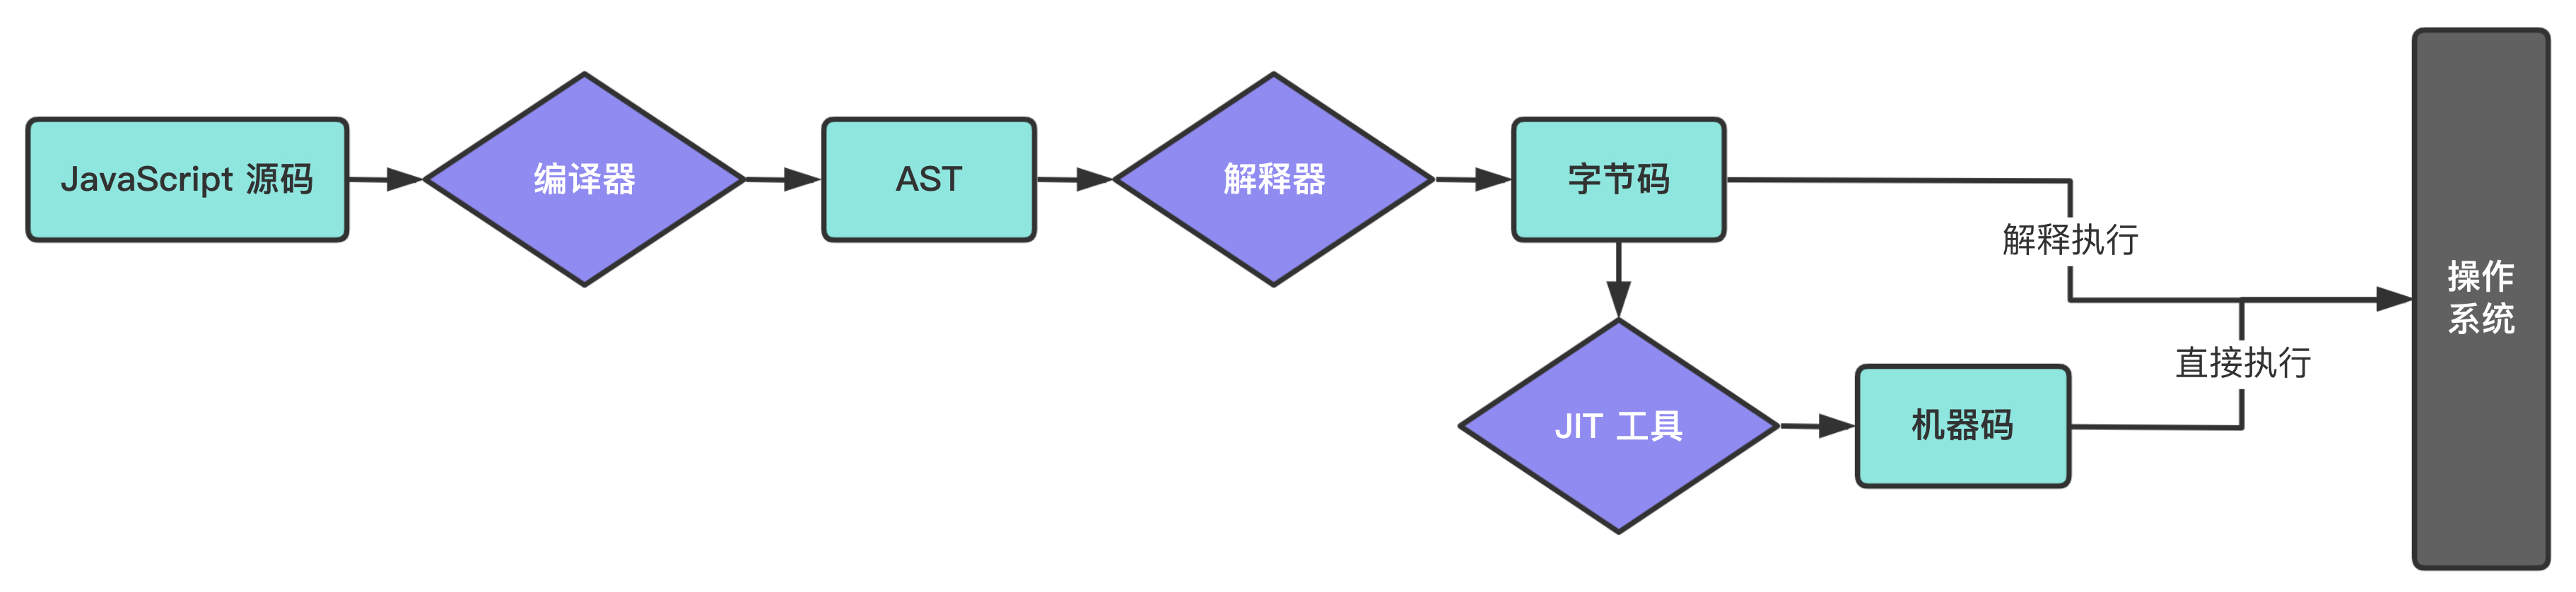 JavaScript 源码
编译器
AST
解释器
字节码
解释执行
操作
系统
直接执行
JIT 工具
机器码